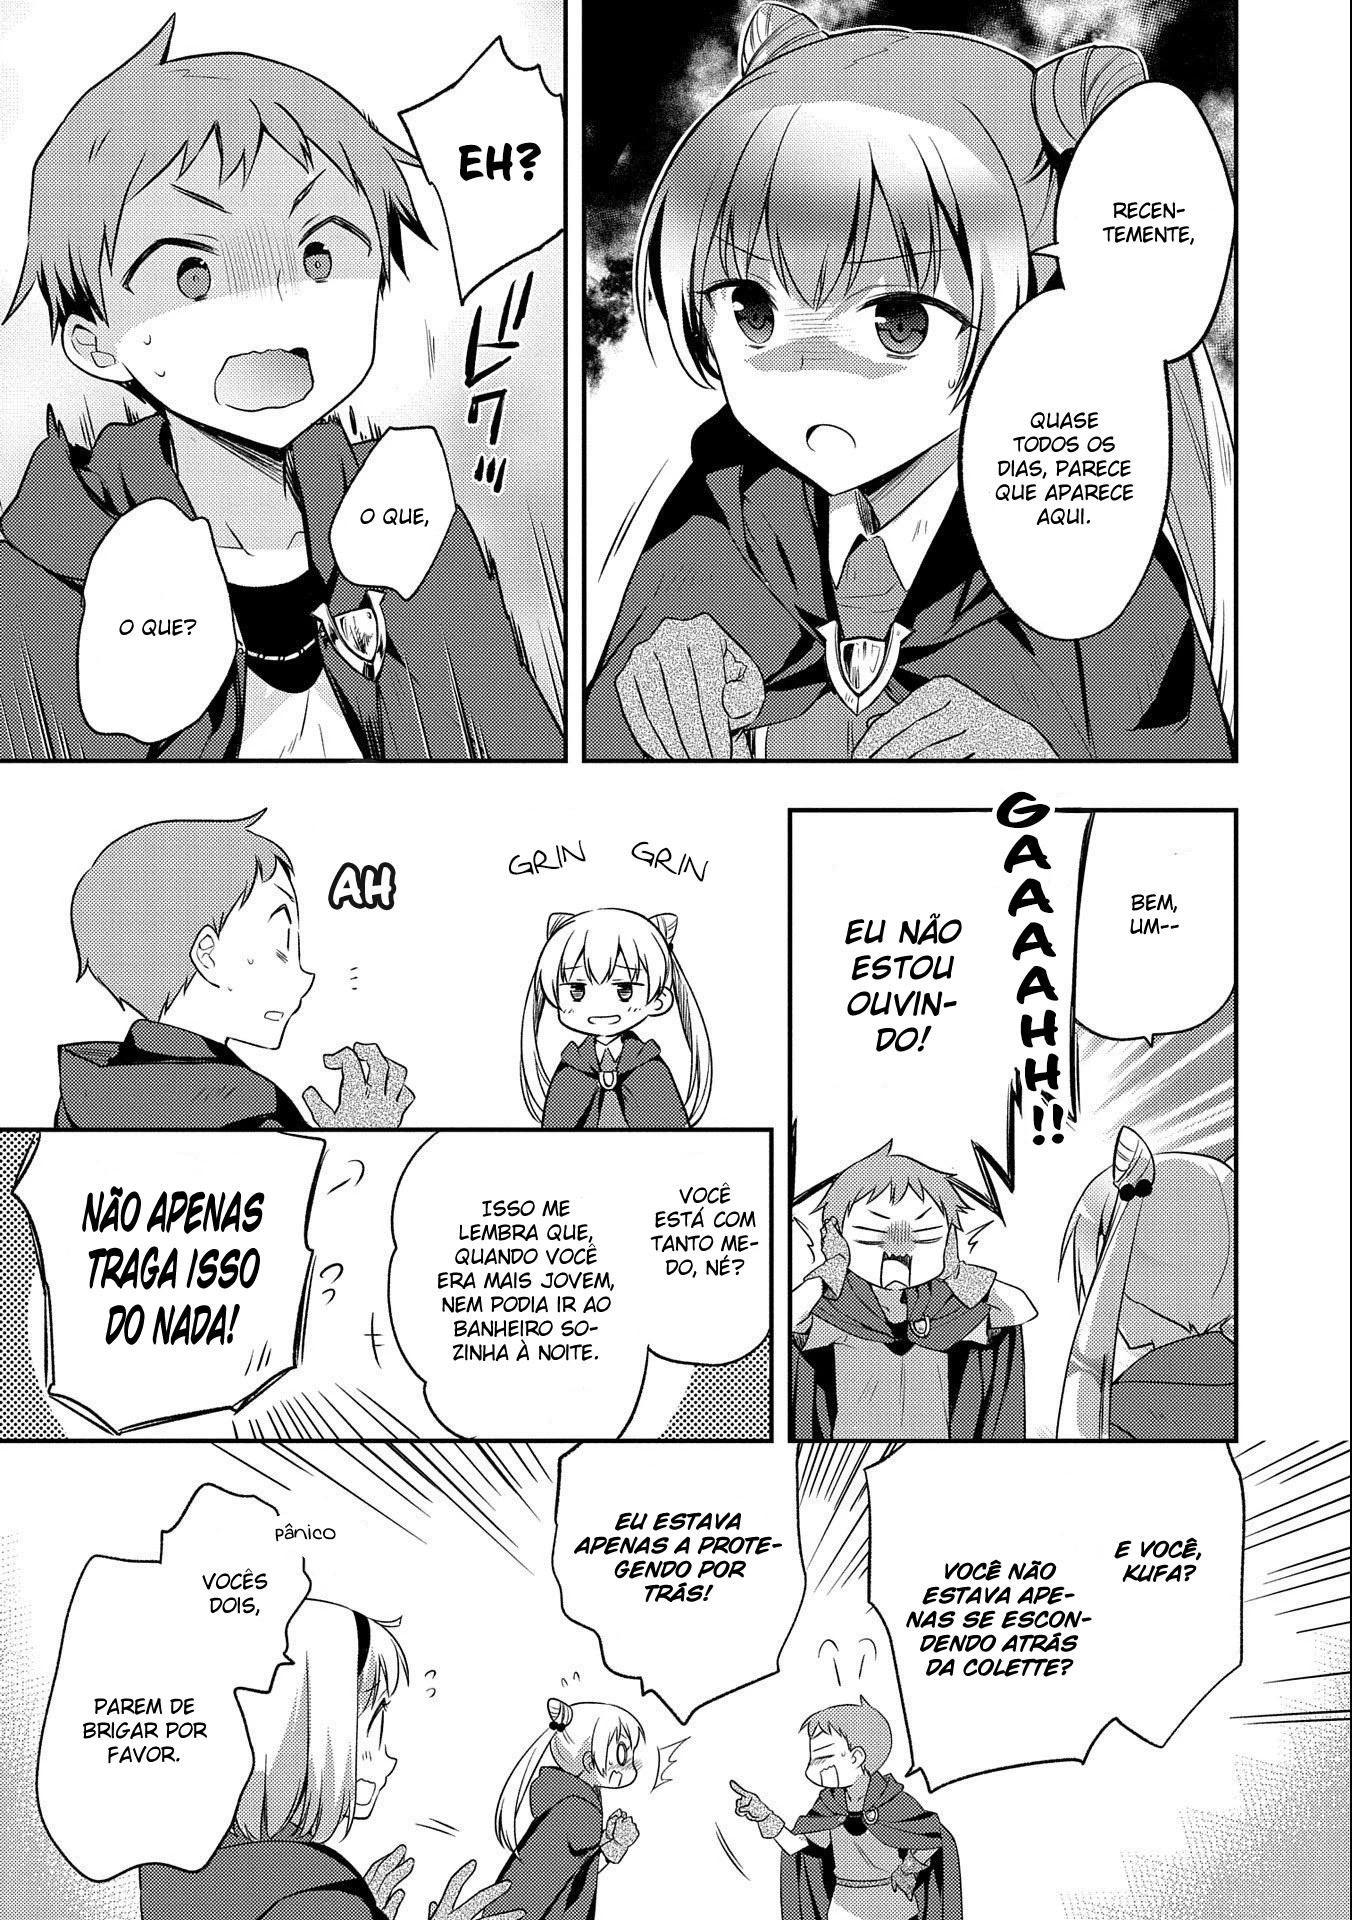 RECEN-
TEMENTE,
QUASE
TODOS OS
DIAS, PARECE
QUE APARECE
AQUI.
EH?
ビクッ
O QUE,
O QUE?
BEM,
UM--
GAAAAHH!!
EU NÃO
ESTOU
OUVIN-
DO!
GRIN
GRIN
AH
VOCÊ
ESTÁ COM
TANTO ME-
DO, NÉ?
ISSO ME
LEMBRA QUE,
QUANDO VOCÊ
ERA MAIS JOVEM,
NEM PODIA IR AO
BANHEIRO SO-
ZINHA À NOITE.
NÃO APENAS
TRAGA ISSO
DO NADA!
E VOCÊ,
KUFA?
VOCÊ NÃO
ESTAVA APE-
NAS SE ESCON-
DENDO ATRÁS
DA COLETTE?
EU ESTAVA
APENAS A PROTE-
GENDO POR
TRÁS!
pânico
VOCÊS
DOIS,
PAREM DE
BRIGAR POR
FAVOR.